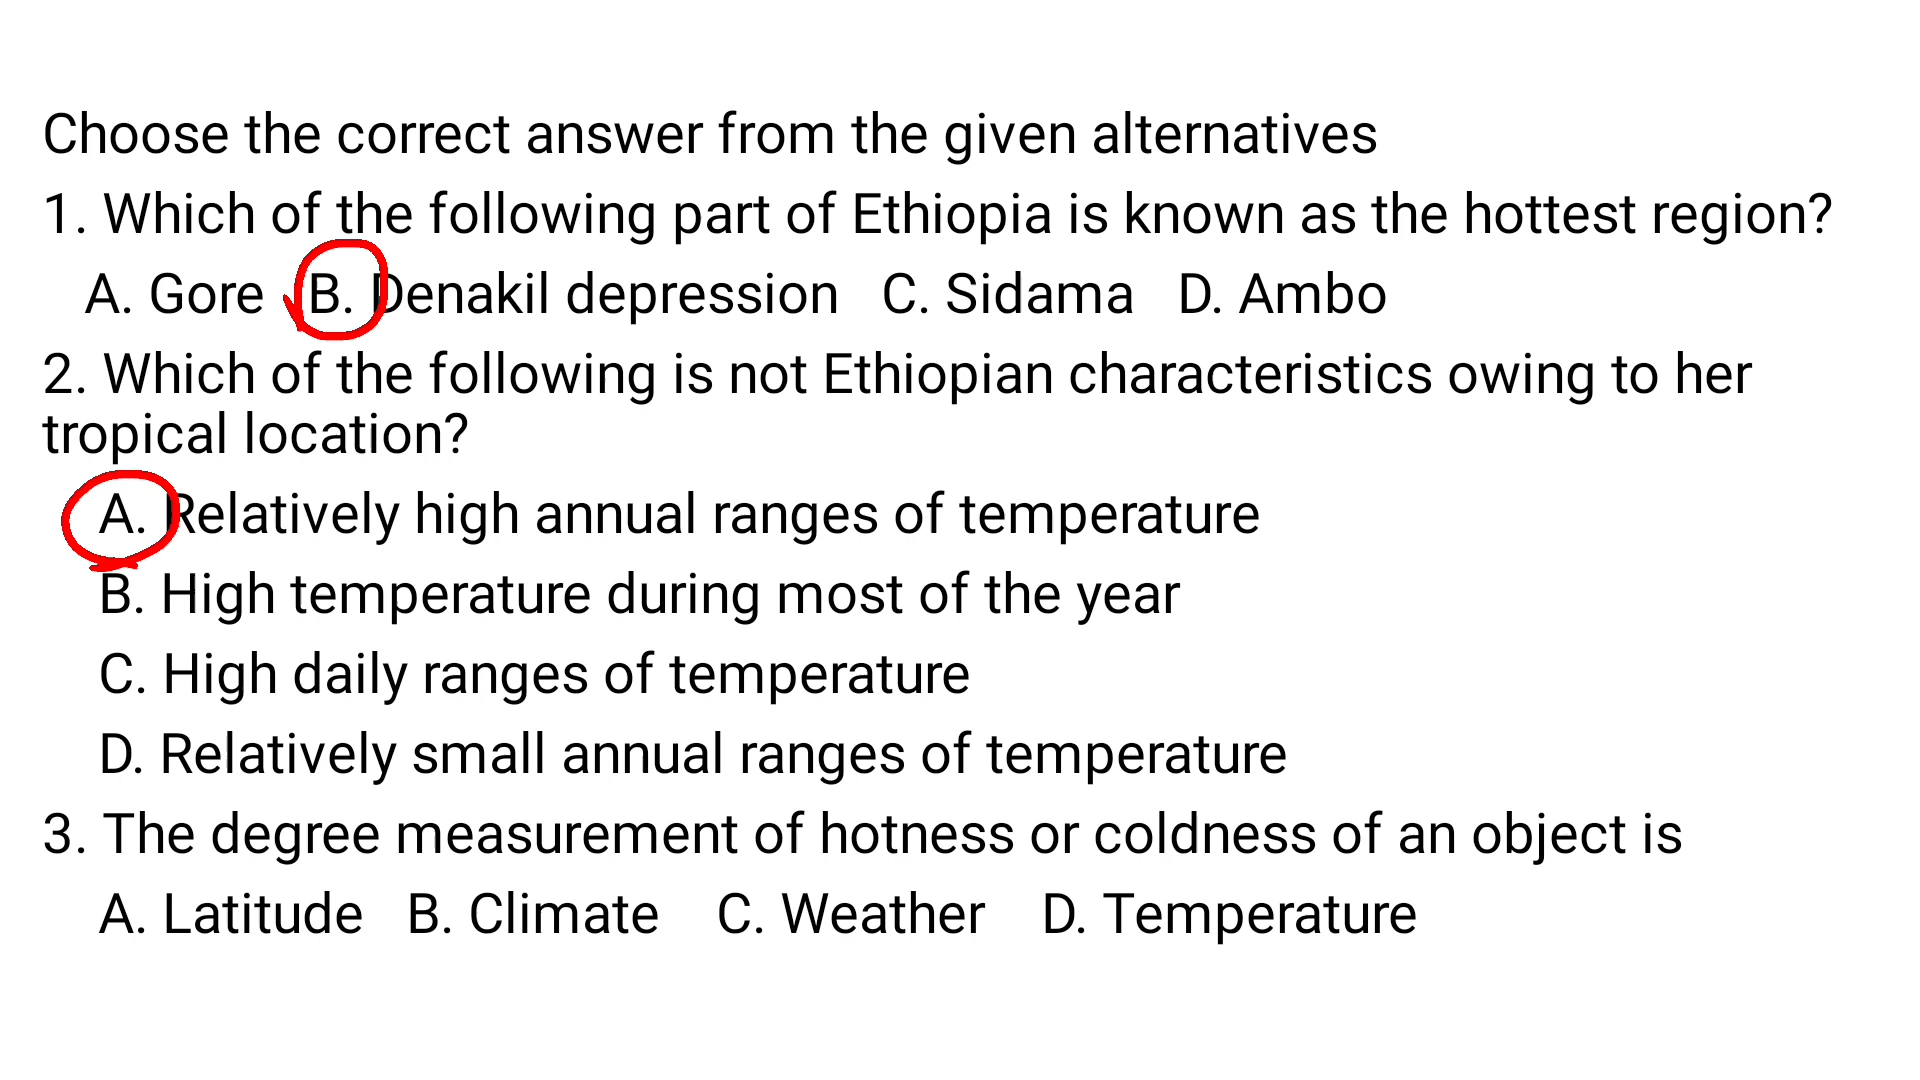 Choose the correct answer from the given alternatives
1. Which of the following part of Ethiopia is known as the hottest region?
A. Gore B. Denakil depression C. Sidama D. Ambo
2. Which of the following is not Ethiopian characteristics owing to her
tropical location?
A. Relatively high annual ranges of temperature
B. High temperature during most of the year
C. High daily ranges of temperature
D. Relatively small annual ranges of temperature
3. The degree measurement of hotness or coldness of an object is
A. Latitude B. Climate C. Weather D. Temperature